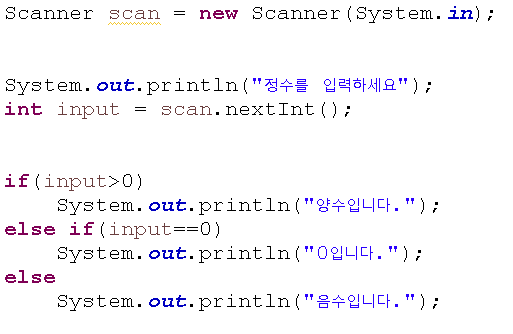 Scanner scan = new Scanner(System.in);
System.out.println("정수를 입력하세요");
int input = scan.nextInt();
if(input>0)
System.out.println("양수입니다.");
else if(input==0)
System.out.println("0입니다.");
else
System.out.println("음수입니다.");